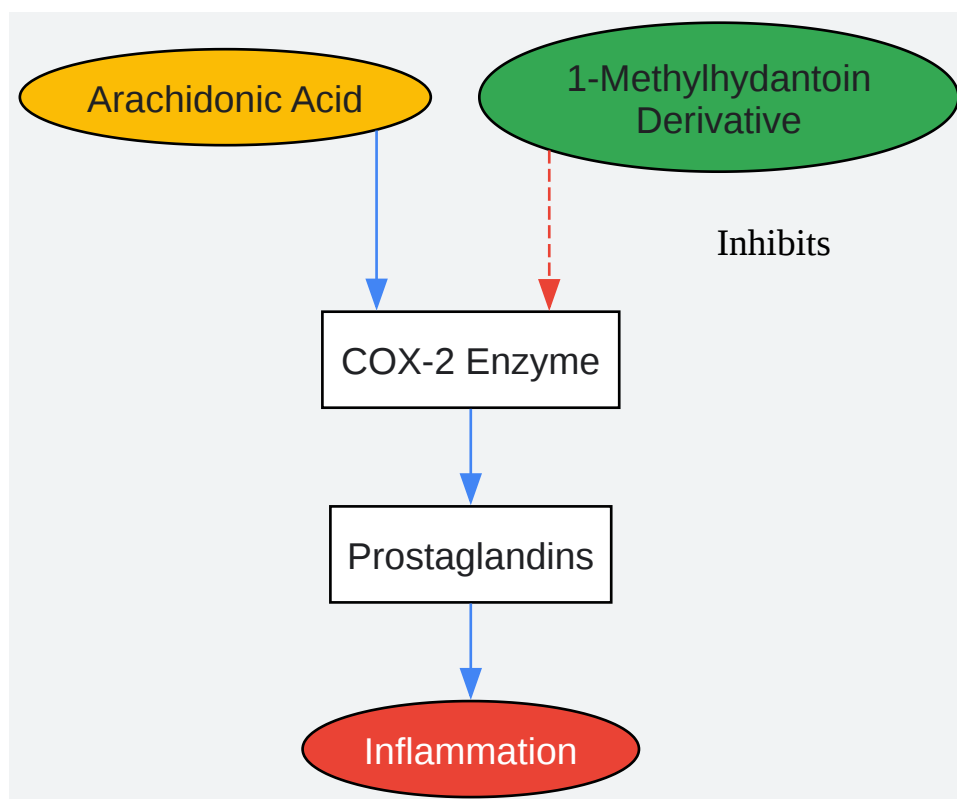 Arachidonic Acid
1-Methylhydantoin
Derivative
Inhibits
COX-2 Enzyme
Prostaglandins
Inflammation